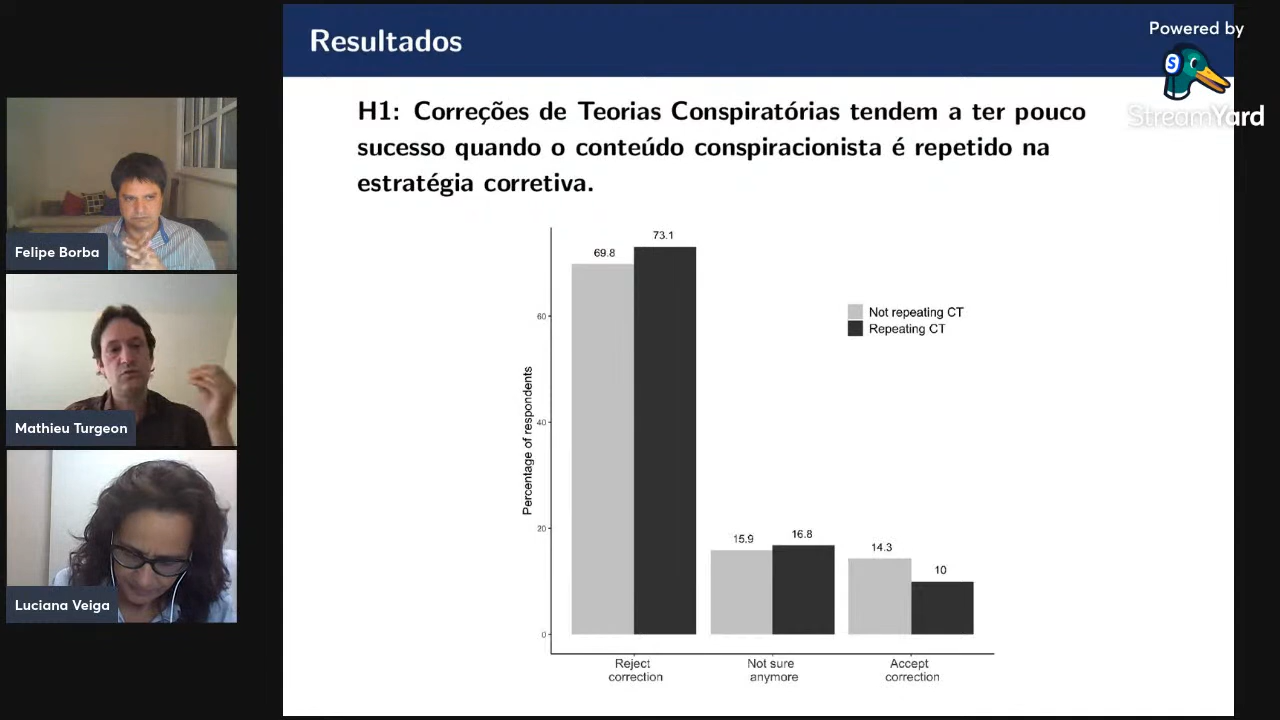 Resultados
Powered by
StreamYard
H1: Correções de Teorias Conspiratórias tendem a ter pouco
sucesso quando o conteúdo conspiracionista é repetido na
estratégia corretiva.
73.1
69.8
Not repeating CT
Repeating CT
60
40
20
0
Percentage of respondents
15.9
16.8
14.3
10
Reject
correction
Not sure
anymore
Accept
correction
Felipe Borba
Mathieu Turgeon
Luciana Veiga